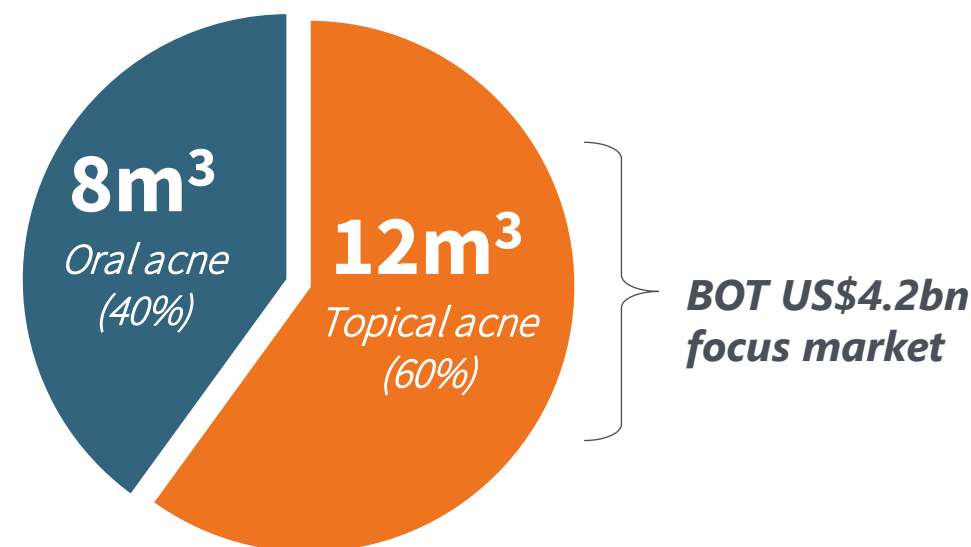 8m³
Oral acne
(40%)
12m³
Topical acne
(60%)
BOT US$4.2bn
focus market